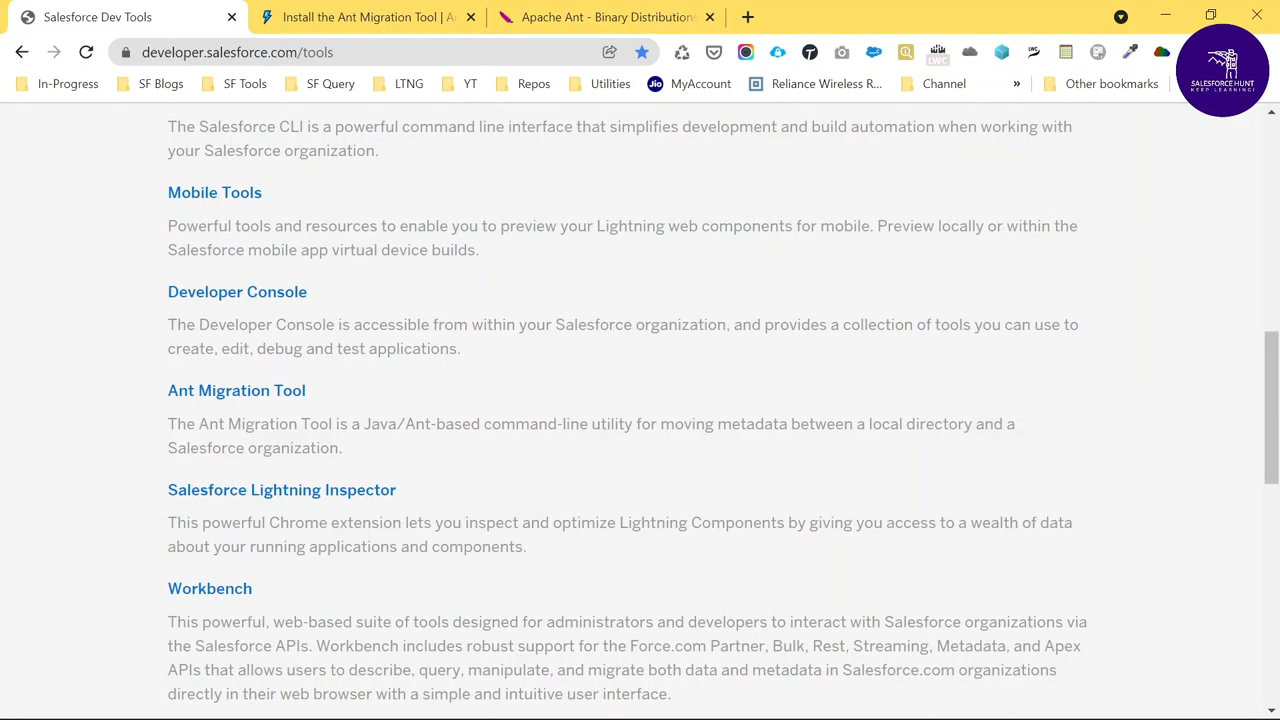 Salesforce Dev Tools
Install the Ant Migration Tool | A
Apache Ant - Binary Distributions
developer.salesforce.com/tools
LWC
In-Progress
SF Blogs
SF Tools
SF Query
LTNG
YT
Repos
Utilities
Jio
MyAccount
Reliance Wireless R...
Channel
»
Other bookmarks
SALESFORCE HUNT
KEEP LEARNING!
The Salesforce CLI is a powerful command line interface that simplifies development and build automation when working with
your Salesforce organization.
Mobile Tools
Powerful tools and resources to enable you to preview your Lightning web components for mobile. Preview locally or within the
Salesforce mobile app virtual device builds.
Developer Console
The Developer Console is accessible from within your Salesforce organization, and provides a collection of tools you can use to
create, edit, debug and test applications.
Ant Migration Tool
The Ant Migration Tool is a Java/Ant-based command-line utility for moving metadata between a local directory and a
Salesforce organization.
Salesforce Lightning Inspector
This powerful Chrome extension lets you inspect and optimize Lightning Components by giving you access to a wealth of data
about your running applications and components.
Workbench
This powerful, web-based suite of tools designed for administrators and developers to interact with Salesforce organizations via
the Salesforce APIs. Workbench includes robust support for the Force.com Partner, Bulk, Rest, Streaming, Metadata, and Apex
APIs that allows users to describe, query, manipulate, and migrate both data and metadata in Salesforce.com organizations
directly in their web browser with a simple and intuitive user interface.